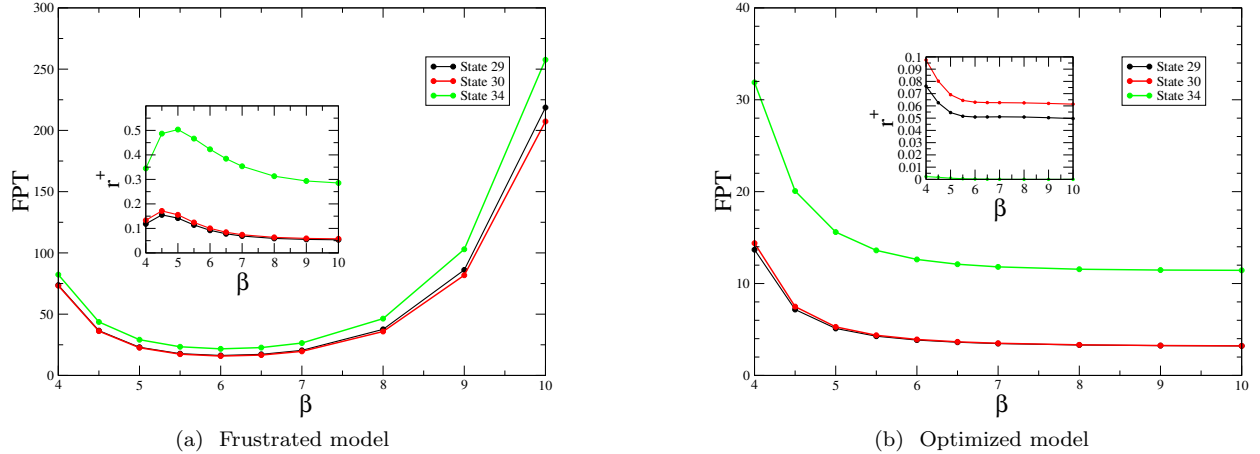 300
250
200
150
100
50
0
FPT
4 5 6 7 8 9 10
β
State 29
State 30
State 34
0.5
0.4
0.3
0.2
0.1
0
r+
4 5 6 7 8 9 10
β
(a) Frustrated model
40
30
20
10
0
FPT
4 5 6 7 8 9 10
β
State 29
State 30
State 34
0.1
0.09
0.08
0.07
0.06
0.05
0.04
0.03
0.02
0.01
0
r+
4 5 6 7 8 9 10
β
(b) Optimized model